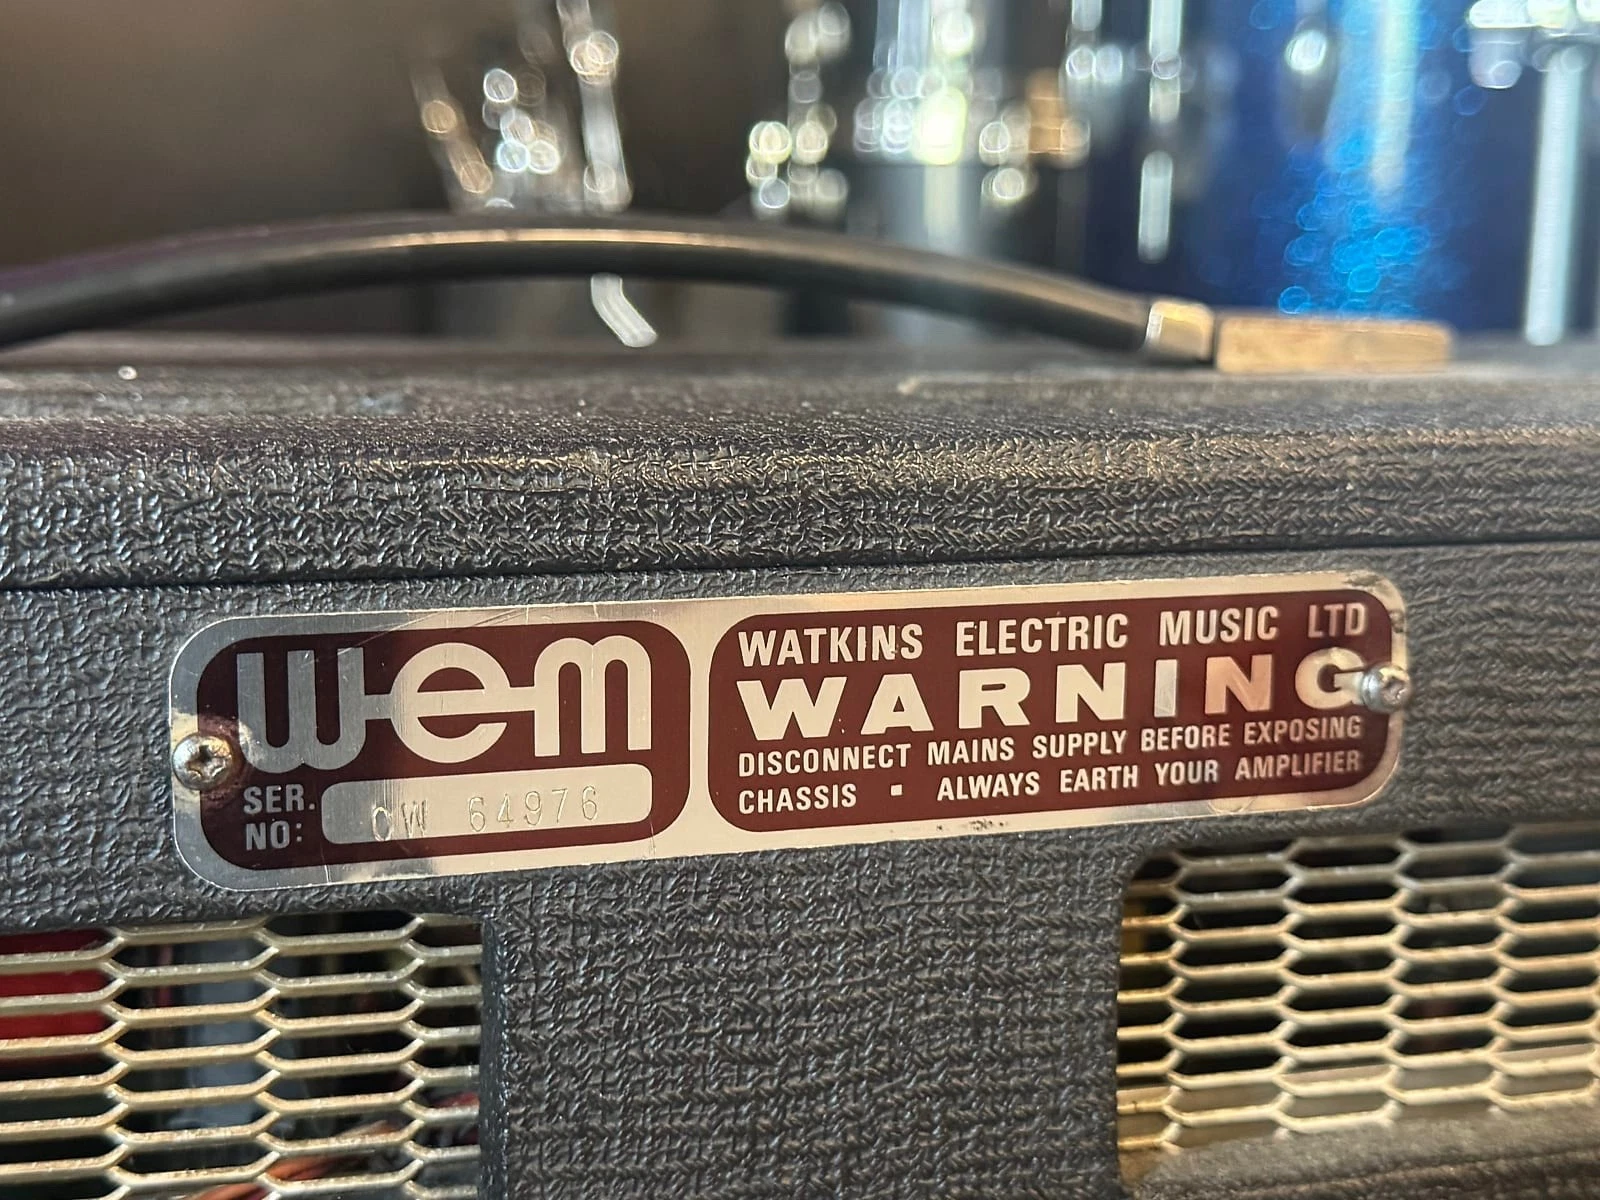 wem
SER. NO: OW 64976
WATKINS ELECTRIC MUSIC LTD
WARNING
DISCONNECT MAINS SUPPLY BEFORE EXPOSING
CHASSIS ▪ ALWAYS EARTH YOUR AMPLIFIER